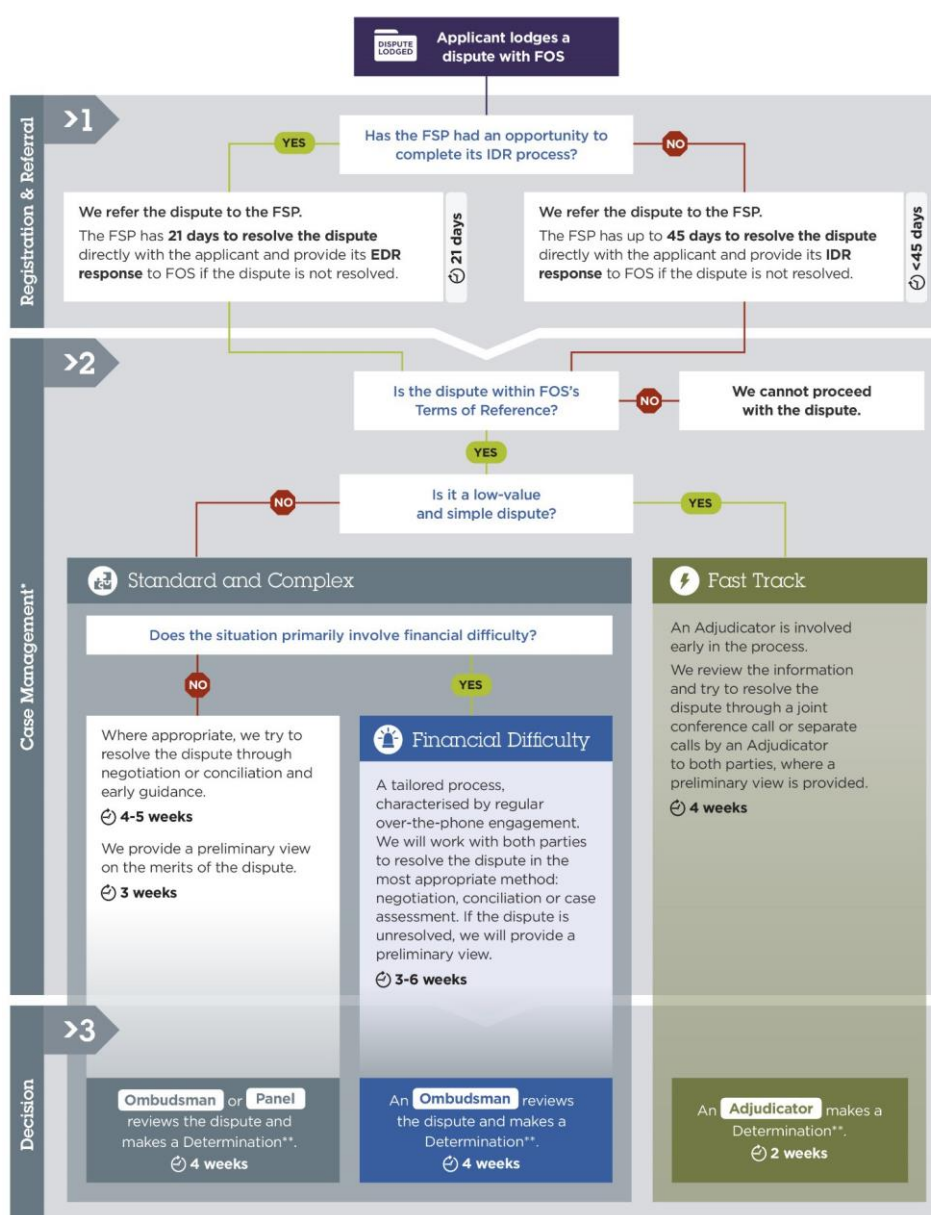 DISPUTE
LODGED
Applicant lodges a
dispute with FOS
Registration & Referral
>1
Has the FSP had an opportunity to
complete its IDR process?
YES
NO
We refer the dispute to the FSP.
The FSP has 21 days to resolve the dispute
directly with the applicant and provide its EDR
response to FOS if the dispute is not resolved.
21 days
We refer the dispute to the FSP.
The FSP has up to 45 days to resolve the dispute
directly with the applicant and provide its IDR
response to FOS if the dispute is not resolved.
<45 days
Case Management*
>2
Is the dispute within FOS's
Terms of Reference?
NO
We cannot proceed
with the dispute.
YES
Is it a low-value
and simple dispute?
NO
YES
Standard and Complex
Does the situation primarily involve financial difficulty?
NO
YES
Where appropriate, we try to
resolve the dispute through
negotiation or conciliation and
early guidance.
4-5 weeks
We provide a preliminary view
on the merits of the dispute.
3 weeks
Financial Difficulty
A tailored process,
characterised by regular
over-the-phone engagement.
We will work with both parties
to resolve the dispute in the
most appropriate method:
negotiation, conciliation or case
assessment. If the dispute is
unresolved, we will provide a
preliminary view.
3-6 weeks
Fast Track
An Adjudicator is involved
early in the process.
We review the information
and try to resolve the
dispute through a joint
conference call or separate
calls by an Adjudicator
to both parties, where a
preliminary view is provided.
4 weeks
Decision
>3
Ombudsman or Panel
reviews the dispute and
makes a Determination**.
4 weeks
An Ombudsman reviews
the dispute and makes a
Determination**.
4 weeks
An Adjudicator makes a
Determination**.
2 weeks